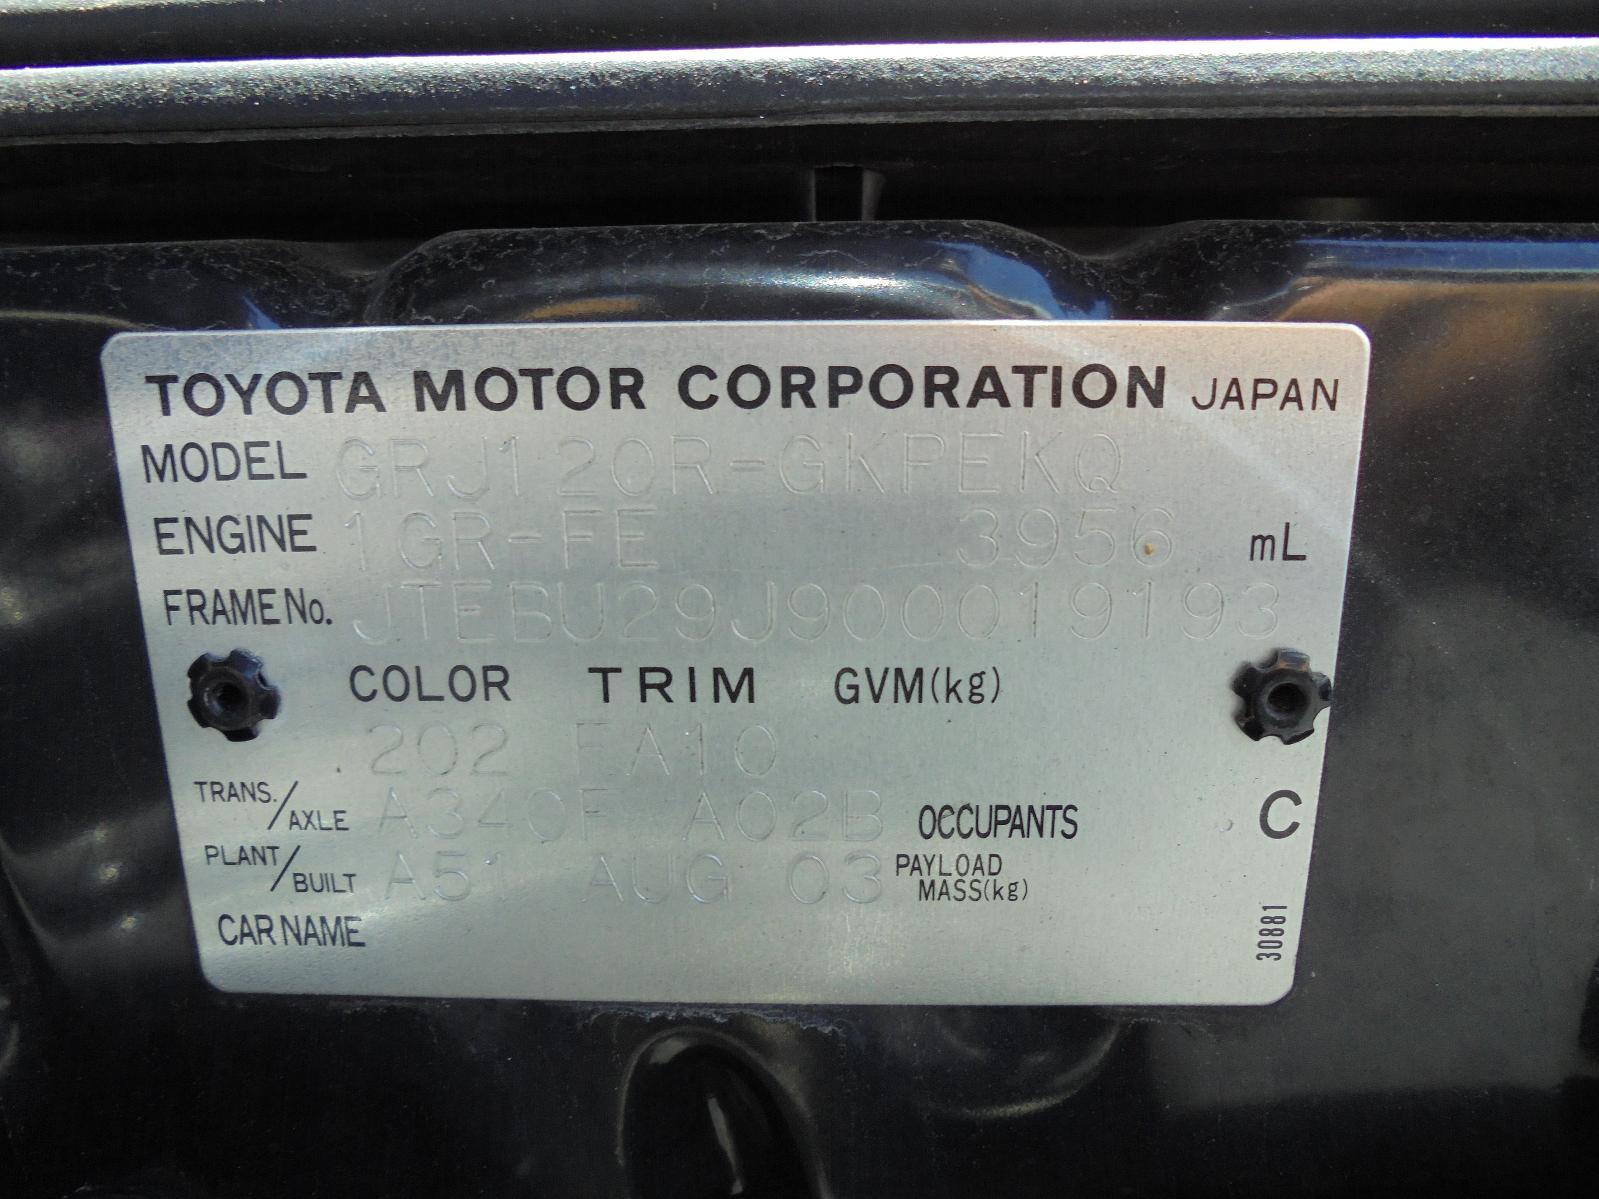 TOYOTA MOTOR CORPORATION JAPAN
MODEL GRJ120R-GKPEKQ
ENGINE 1GR-FE 3956 mL
FRAME No. JTEBU29J900019193
COLOR TRIM GVM(kg)
202 FA10
TRANS./AXLE A340F A02B OCCUPANTS C
PLANT/BUILT A51 AUG 03 PAYLOAD MASS(kg)
CAR NAME
30881